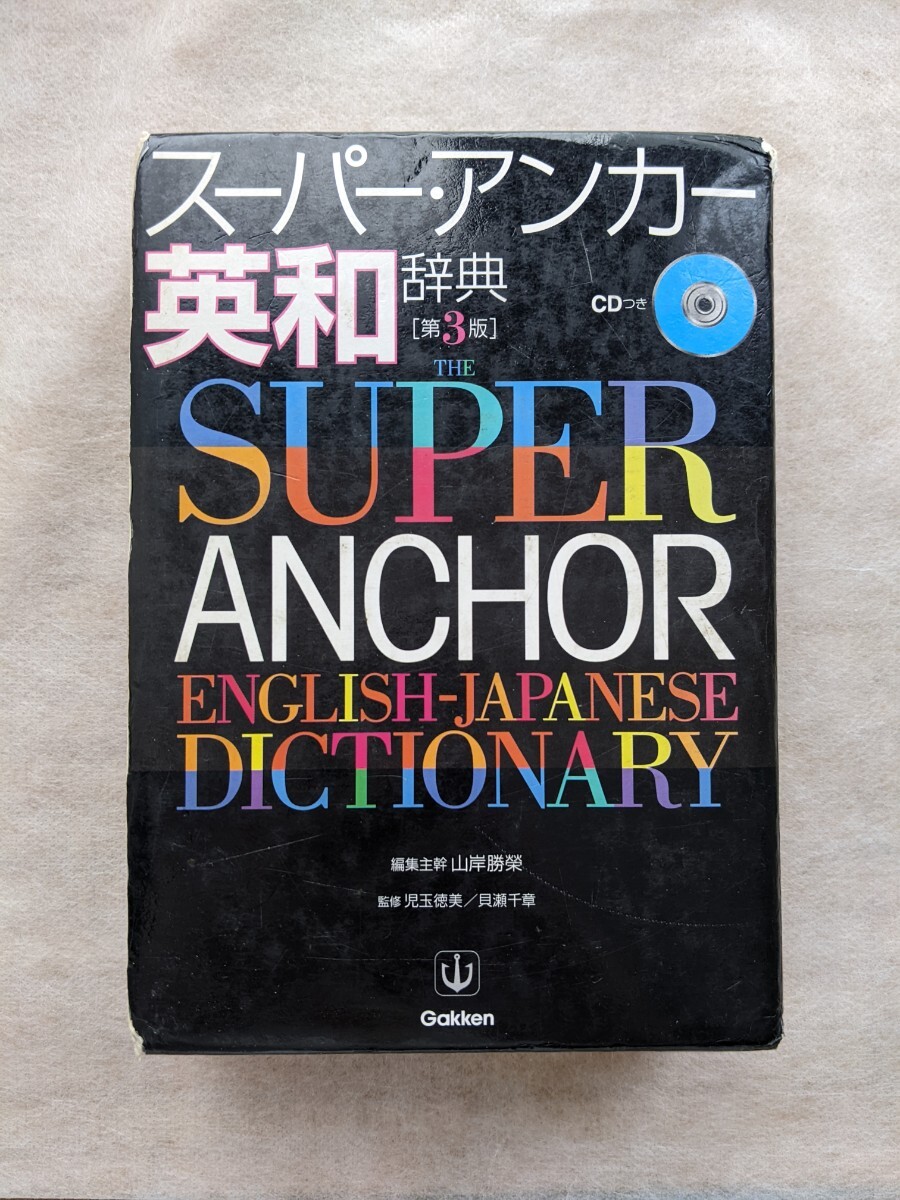 スーパー・アンカー
英和辞典
[第3版]
CDつき
THE
SUPER
ANCHOR
ENGLISH-JAPANESE
DICTIONARY
編集主幹 山岸勝榮
監修 児玉徳美／貝瀬千章
Gakken